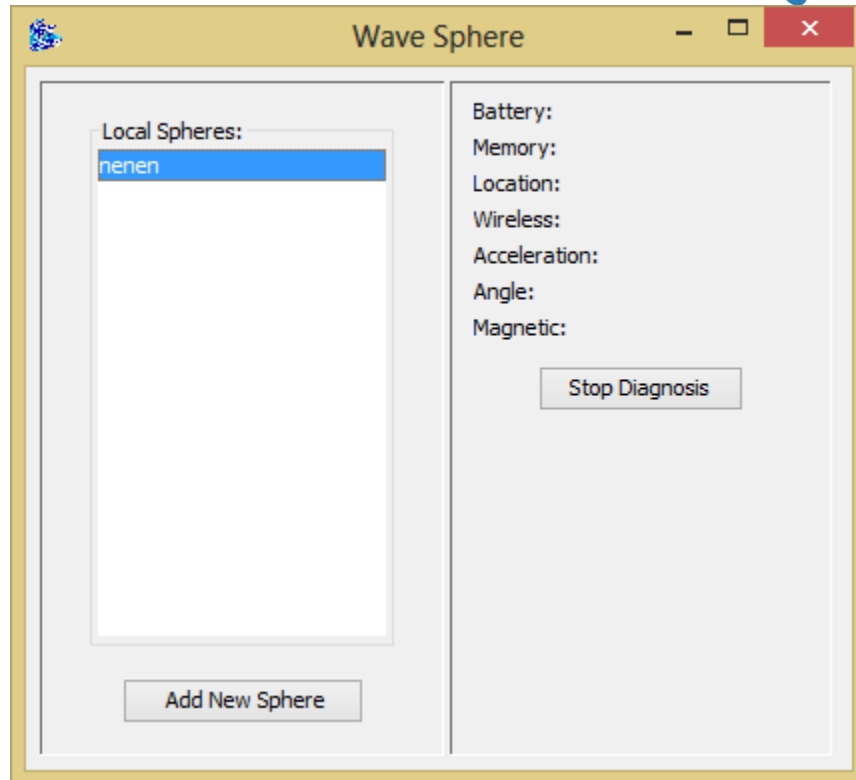 Wave Sphere
Local Spheres:
nenen
Add New Sphere
Battery:
Memory:
Location:
Wireless:
Acceleration:
Angle:
Magnetic:
Stop Diagnosis